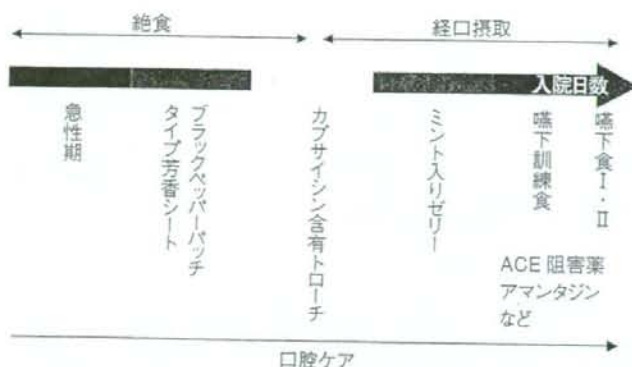 絶食
経口摂取
入院日数
急性期
ブラックペッパーパッチ
タイプ芳香シート
カプサイシン含有トローチ
ミント入りゼリー
嚥下訓練食
嚥下食Ⅰ・Ⅱ
ACE 阻害薬
アマンタジン
など
口腔ケア